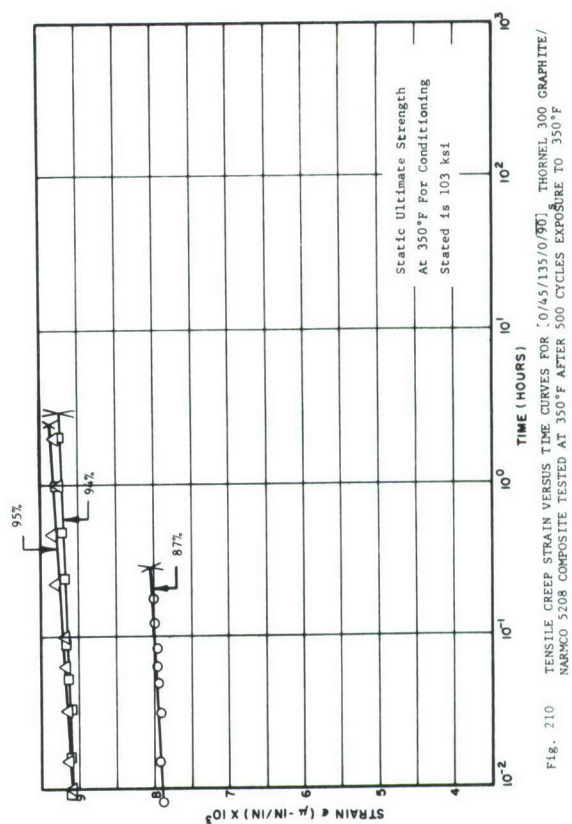 95%
94%
87%
Static Ultimate Strength
At 350°F For Conditioning
Stated is 103 ksi
STRAIN ε (μ-IN/IN) X 10³
9
8
7
6
5
4
10⁻²
10⁻¹
10⁰
10¹
10²
10³
TIME (HOURS)
Fig. 210 TENSILE CREEP STRAIN VERSUS TIME CURVES FOR [0/45/135/0/9̅0̅]s THORNEL 300 GRAPHITE/
NARMCO 5208 COMPOSITE TESTED AT 350°F AFTER 500 CYCLES EXPOSURE TO 350°F